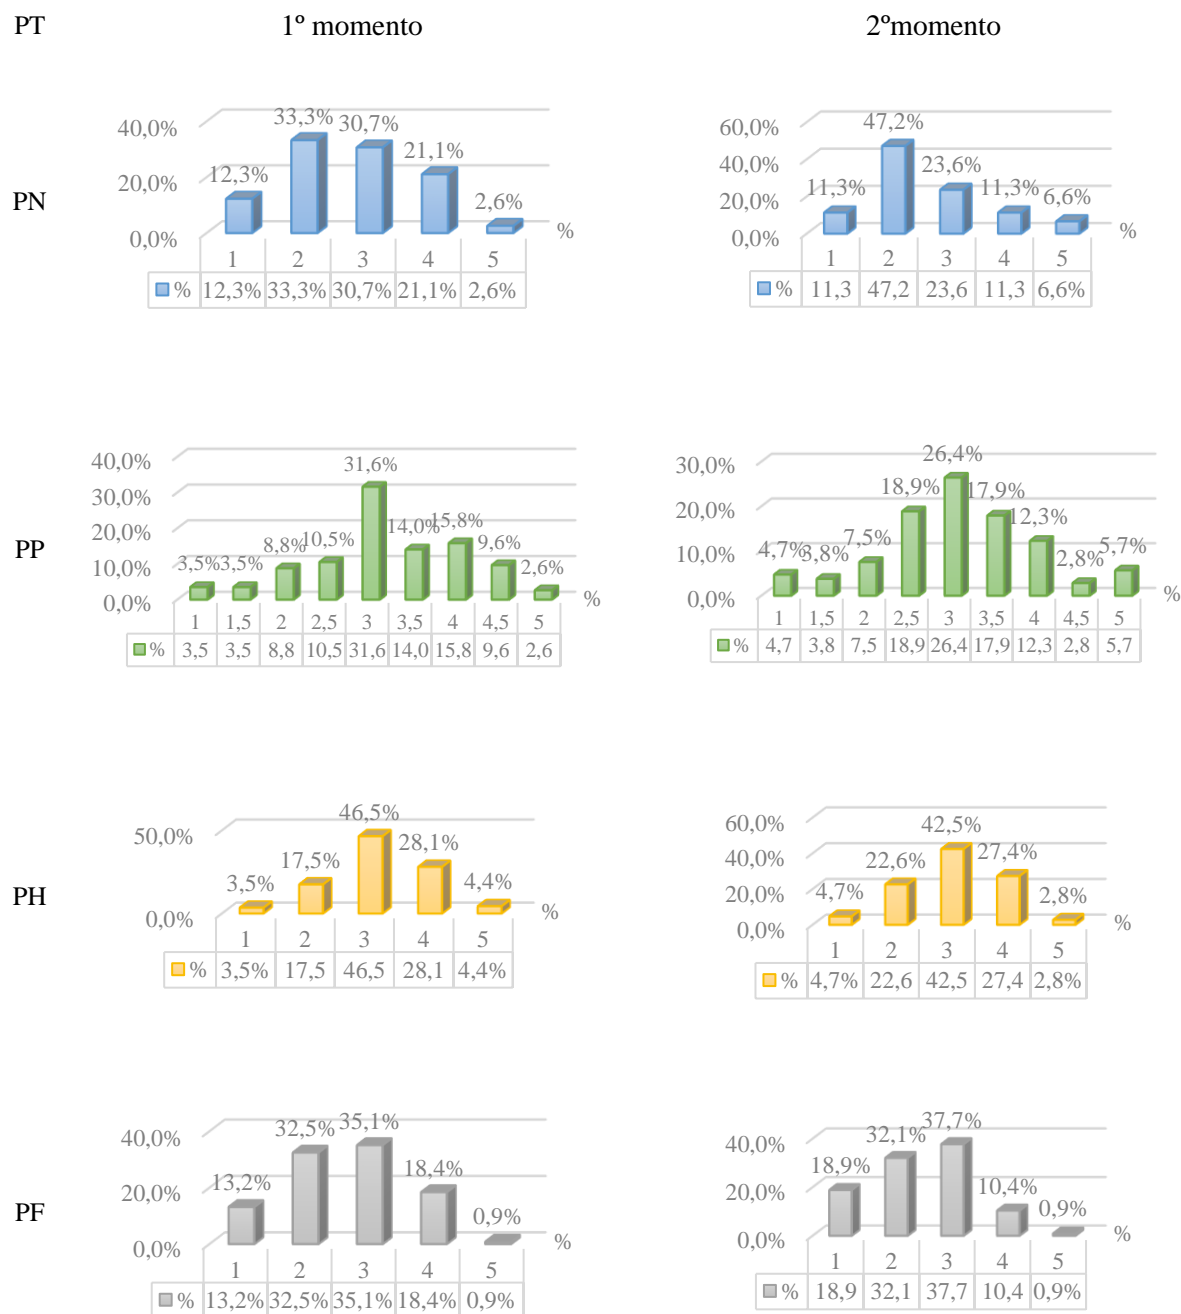 PT 1º momento 2ºmomento
PN
40,0%
20,0%
0,0%
12,3% 33,3% 30,7% 21,1% 2,6%
%
1 2 3 4 5
% 12,3% 33,3% 30,7% 21,1% 2,6%
60,0%
40,0%
20,0%
0,0%
11,3% 47,2% 23,6% 11,3% 6,6%
%
1 2 3 4 5
% 11,3 47,2 23,6 11,3 6,6%
PP
40,0%
30,0%
20,0%
10,0%
0,0%
3,5% 3,5% 8,8% 10,5% 31,6% 14,0% 15,8% 9,6% 2,6%
%
1 1,5 2 2,5 3 3,5 4 4,5 5
% 3,5 3,5 8,8 10,5 31,6 14,0 15,8 9,6 2,6
30,0%
20,0%
10,0%
0,0%
4,7% 3,8% 7,5% 18,9% 26,4% 17,9% 12,3% 2,8% 5,7%
%
1 1,5 2 2,5 3 3,5 4 4,5 5
% 4,7 3,8 7,5 18,9 26,4 17,9 12,3 2,8 5,7
PH
50,0%
0,0%
3,5% 17,5% 46,5% 28,1% 4,4%
%
1 2 3 4 5
% 3,5% 17,5 46,5 28,1 4,4%
60,0%
40,0%
20,0%
0,0%
4,7% 22,6% 42,5% 27,4% 2,8%
%
1 2 3 4 5
% 4,7% 22,6 42,5 27,4 2,8%
PF
40,0%
20,0%
0,0%
13,2% 32,5% 35,1% 18,4% 0,9%
%
1 2 3 4 5
% 13,2% 32,5% 35,1% 18,4% 0,9%
40,0%
20,0%
0,0%
18,9% 32,1% 37,7% 10,4% 0,9%
%
1 2 3 4 5
% 18,9 32,1 37,7 10,4 0,9%